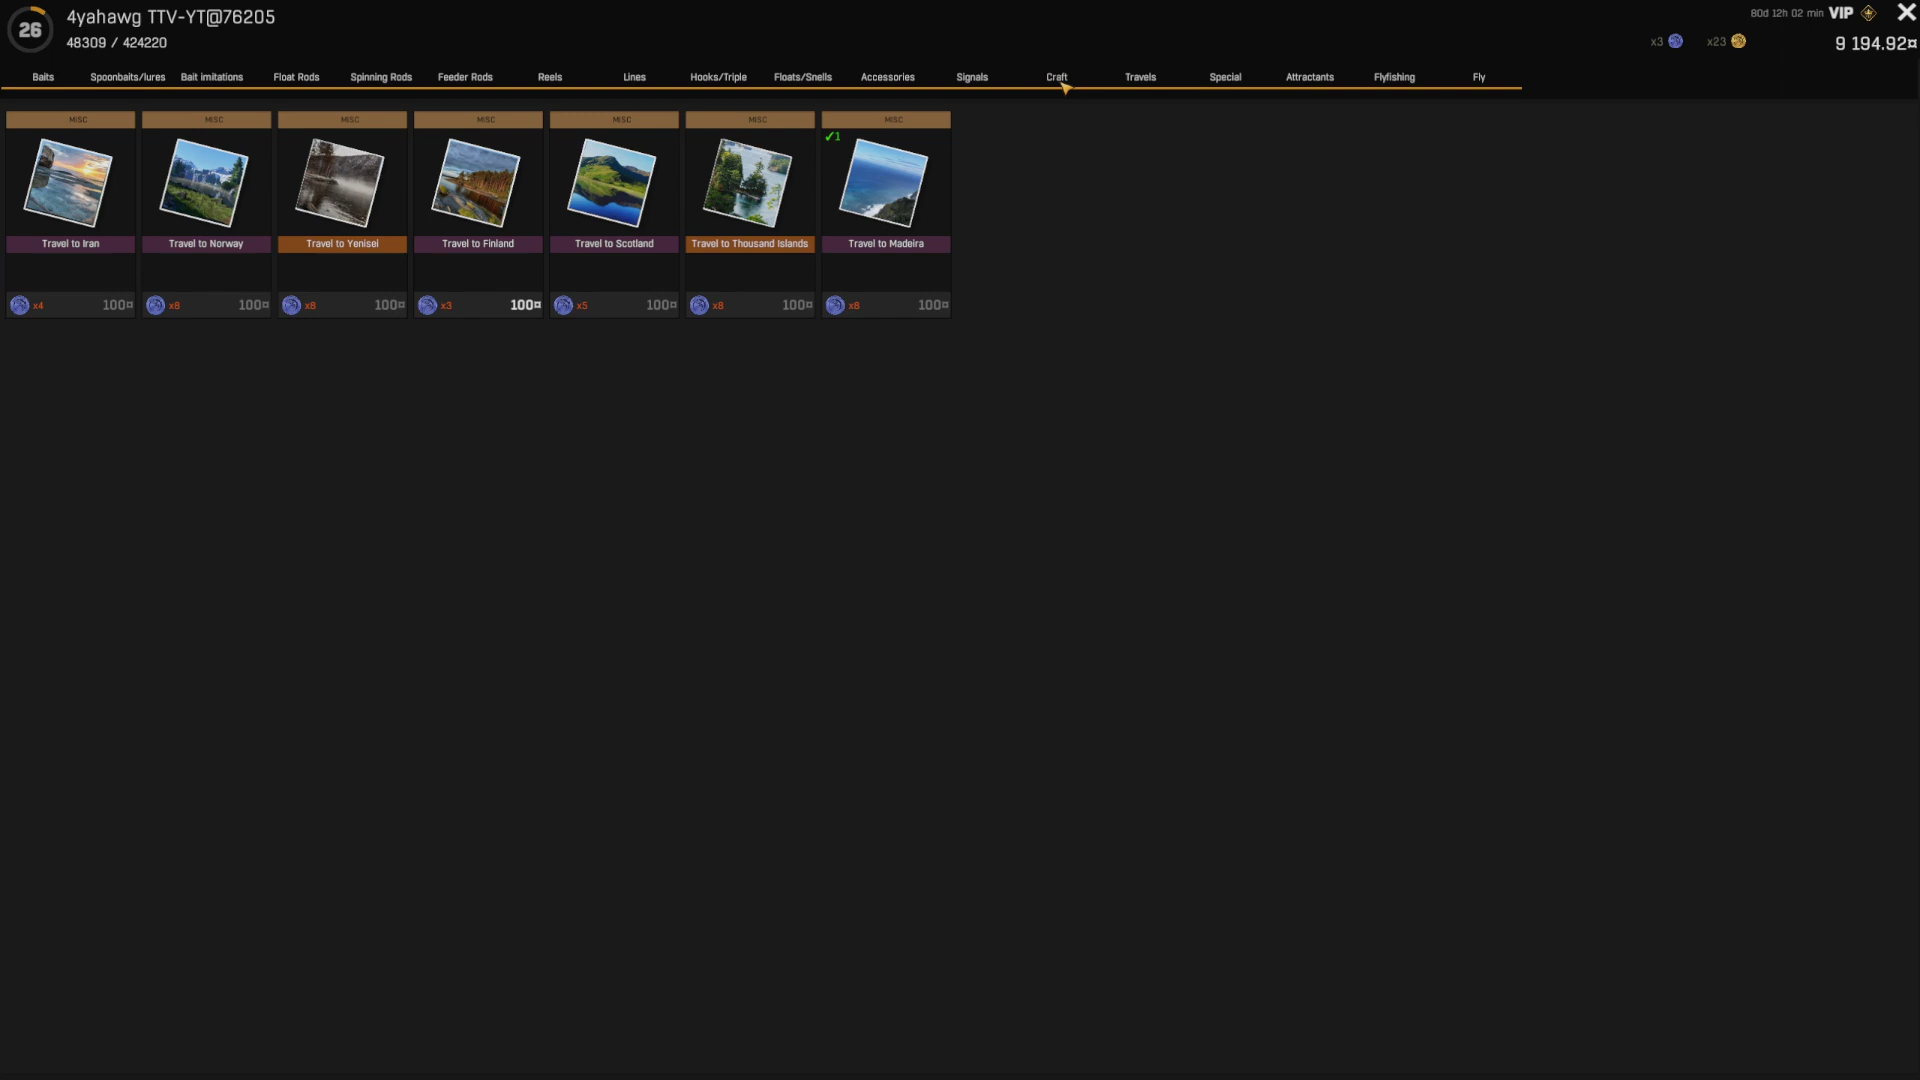 26
4yahawg TTV-YT@76205
48309 / 424220
80d 12h 02 min VIP
x3 x23 9 194.92¤
Baits Spoonbaits/lures Bait imitations Float Rods Spinning Rods Feeder Rods Reels Lines Hooks/Triple Floats/Snells Accessories Signals Craft Travels Special Attractants Flyfishing Fly
MISC MISC MISC MISC MISC MISC MISC
✓1
Travel to Iran Travel to Norway Travel to Yenisei Travel to Finland Travel to Scotland Travel to Thousand Islands Travel to Madeira
x4 100¤ x8 100¤ x8 100¤ x3 100¤ x5 100¤ x8 100¤ x8 100¤